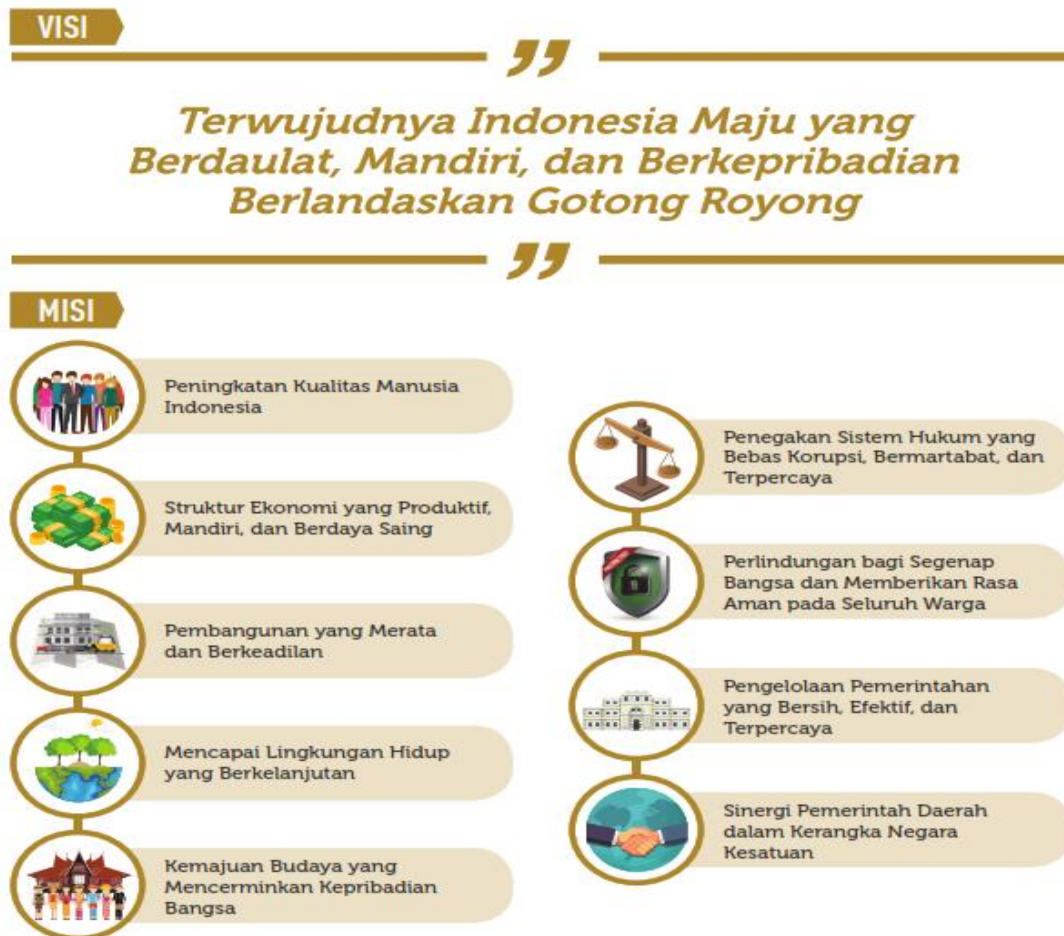 VISI
”
Terwujudnya Indonesia Maju yang
Berdaulat, Mandiri, dan Berkepribadian
Berlandaskan Gotong Royong
”
MISI
Peningkatan Kualitas Manusia
Indonesia
Struktur Ekonomi yang Produktif,
Mandiri, dan Berdaya Saing
Pembangunan yang Merata
dan Berkeadilan
Mencapai Lingkungan Hidup
yang Berkelanjutan
Kemajuan Budaya yang
Mencerminkan Kepribadian
Bangsa
Penegakan Sistem Hukum yang
Bebas Korupsi, Bermartabat, dan
Terpercaya
Perlindungan bagi Segenap
Bangsa dan Memberikan Rasa
Aman pada Seluruh Warga
Pengelolaan Pemerintahan
yang Bersih, Efektif, dan
Terpercaya
Sinergi Pemerintah Daerah
dalam Kerangka Negara
Kesatuan